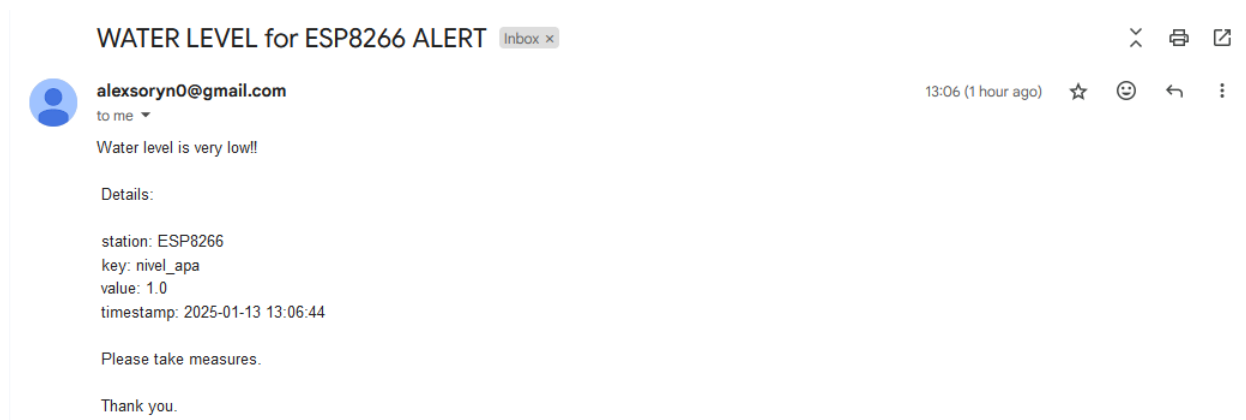 WATER LEVEL for ESP8266 ALERT Inbox ×
alexsoryn0@gmail.com 13:06 (1 hour ago)
to me
Water level is very low!!
Details:
station: ESP8266
key: nivel_apa
value: 1.0
timestamp: 2025-01-13 13:06:44
Please take measures.
Thank you.